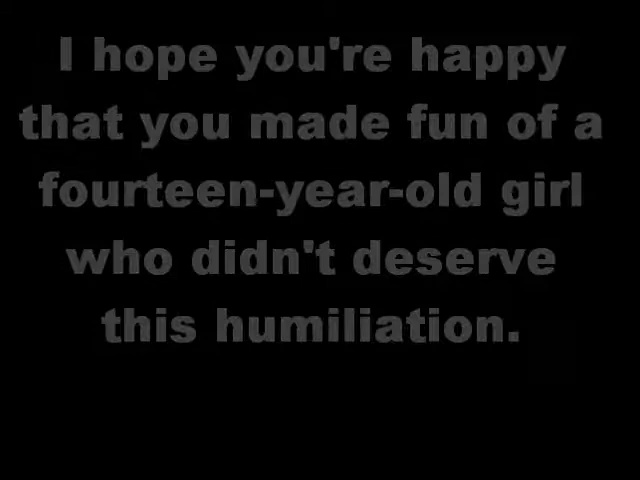 I hope you're happy
that you made fun of a
fourteen-year-old girl
who didn't deserve
this humiliation.